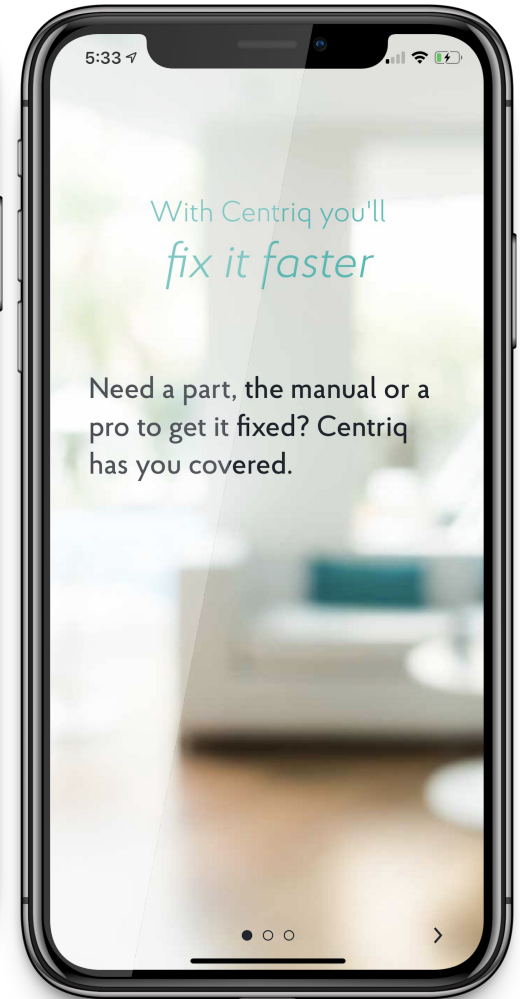 5:33
With Centriq you'll
fix it faster
Need a part, the manual or a
pro to get it fixed? Centriq
has you covered.